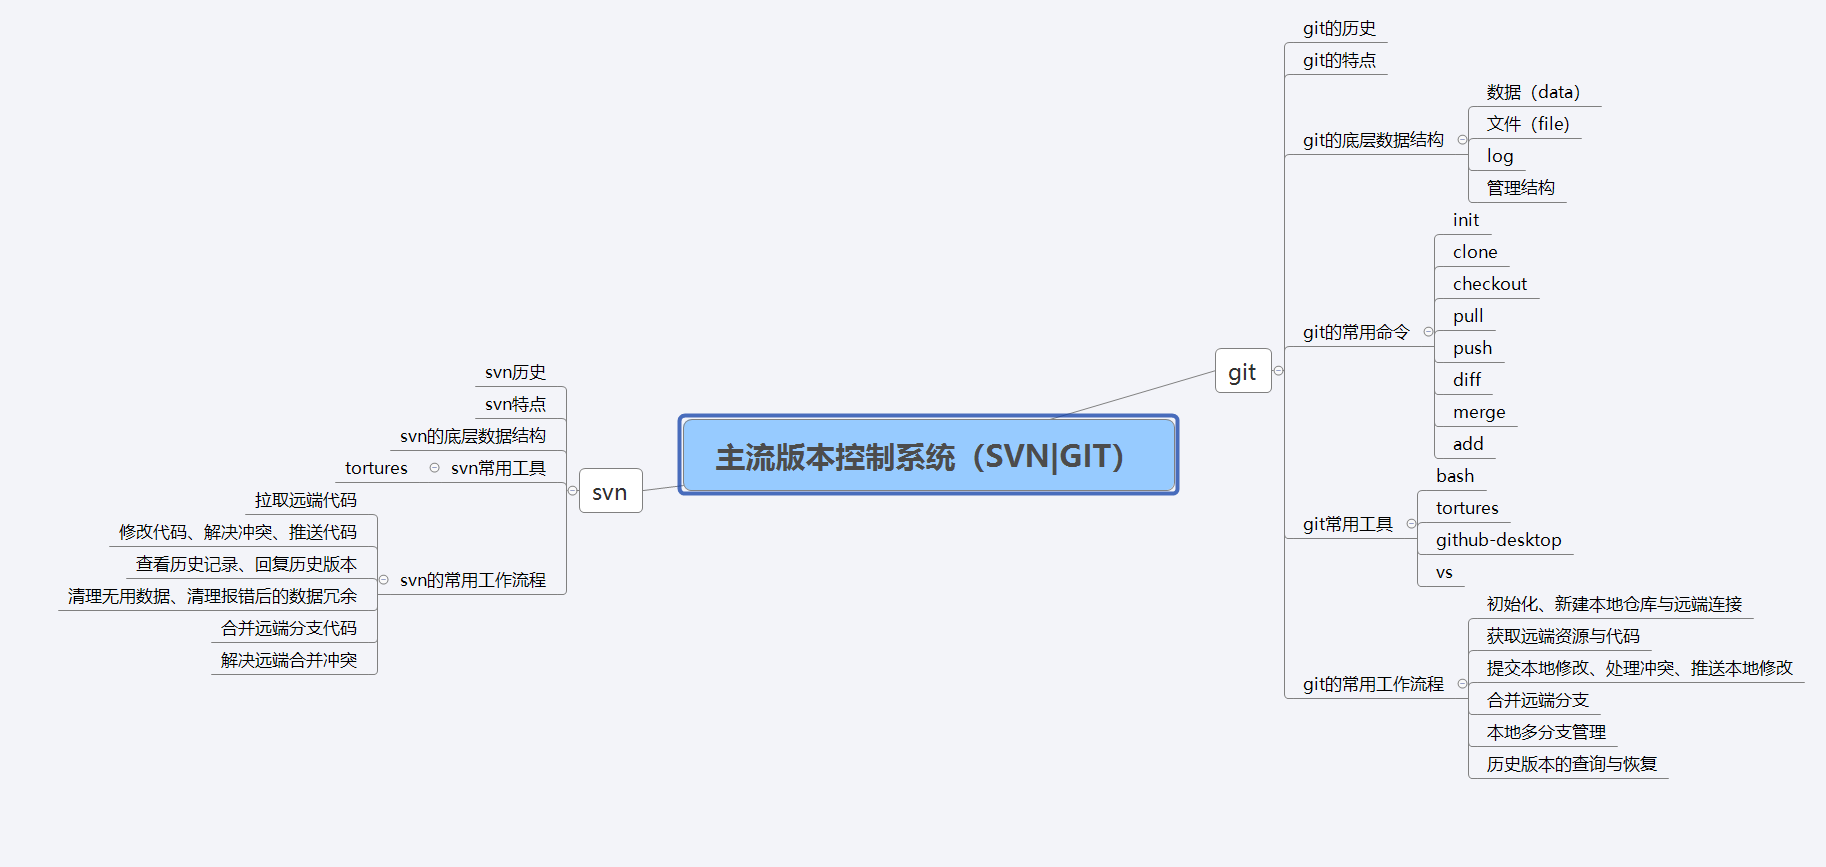 主流版本控制系统（SVN|GIT）
git
git的历史
git的特点
git的底层数据结构
数据（data）
文件（file)
log
管理结构
git的常用命令
init
clone
checkout
pull
push
diff
merge
add
git常用工具
bash
tortures
github-desktop
vs
git的常用工作流程
初始化、新建本地仓库与远端连接
获取远端资源与代码
提交本地修改、处理冲突、推送本地修改
合并远端分支
本地多分支管理
历史版本的查询与恢复
svn
svn历史
svn特点
svn的底层数据结构
svn常用工具
tortures
svn的常用工作流程
拉取远端代码
修改代码、解决冲突、推送代码
查看历史记录、回复历史版本
清理无用数据、清理报错后的数据冗余
合并远端分支代码
解决远端合并冲突